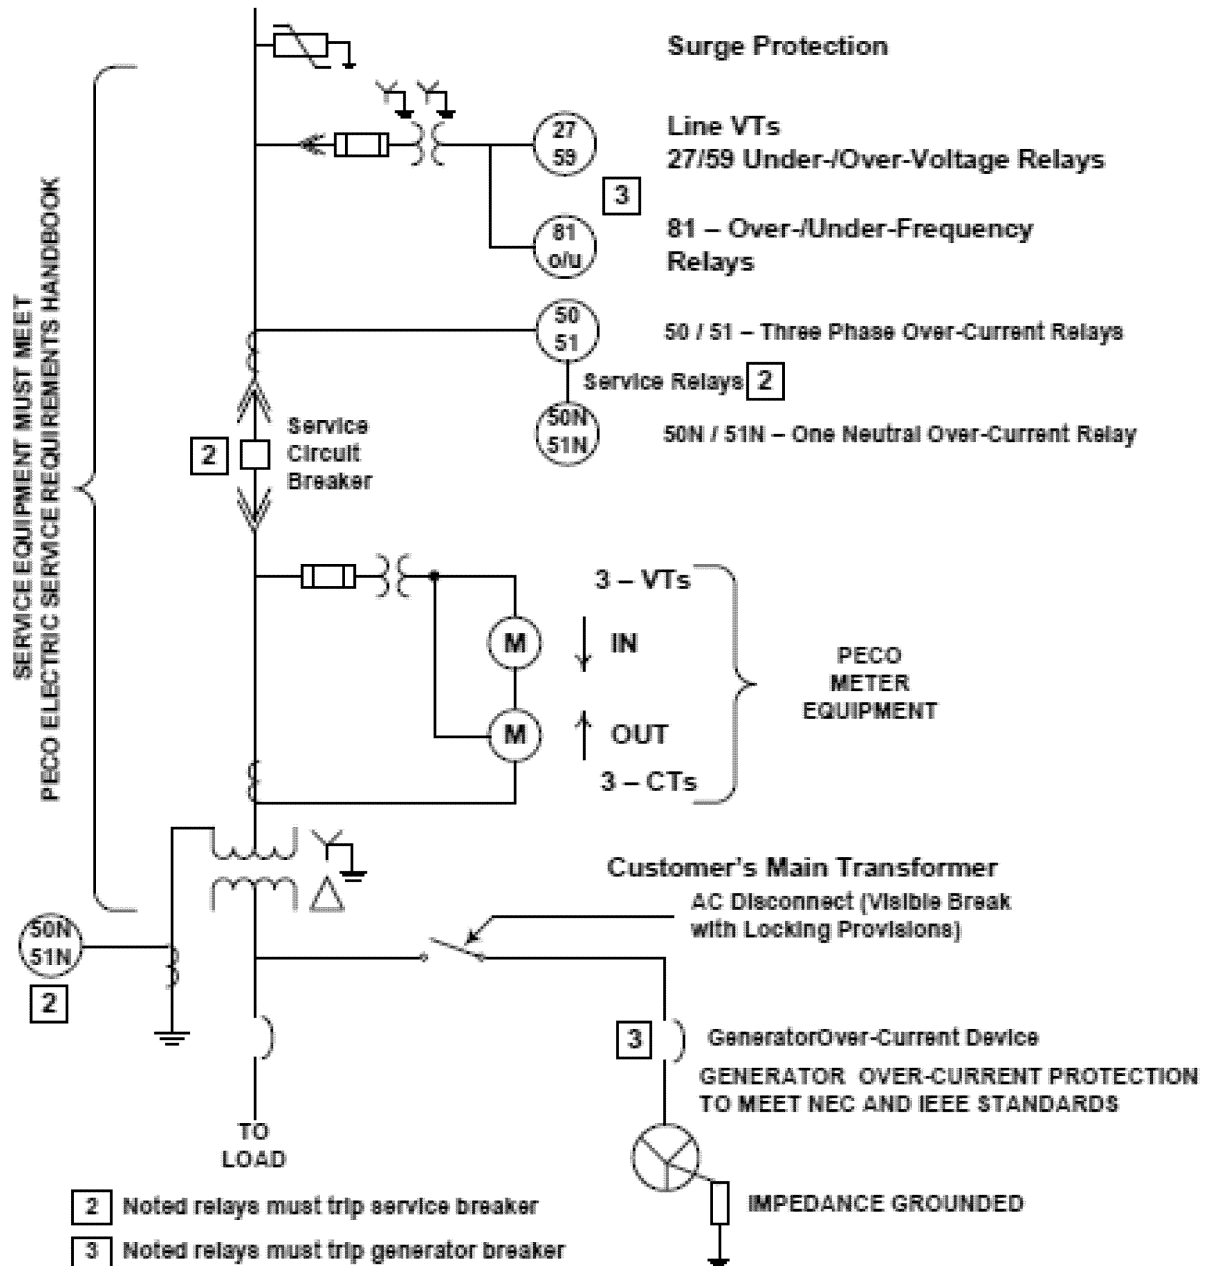 Surge Protection
27
59
Line VTs
27/59 Under-/Over-Voltage Relays
3
81
o/u
81 – Over-/Under-Frequency
Relays
SERVICE EQUIPMENT MUST MEET
PECO ELECTRIC SERVICE REQUIREMENTS HANDBOOK
50
51
50 / 51 – Three Phase Over-Current Relays
Service Relays 2
50N
51N
50N / 51N – One Neutral Over-Current Relay
2
Service
Circuit
Breaker
3 – VTs
M
IN
M
OUT
3 – CTs
PECO
METER
EQUIPMENT
Customer's Main Transformer
AC Disconnect (Visible Break
with Locking Provisions)
50N
51N
2
3
GeneratorOver-Current Device
GENERATOR OVER-CURRENT PROTECTION
TO MEET NEC AND IEEE STANDARDS
TO
LOAD
IMPEDANCE GROUNDED
2 Noted relays must trip service breaker
3 Noted relays must trip generator breaker